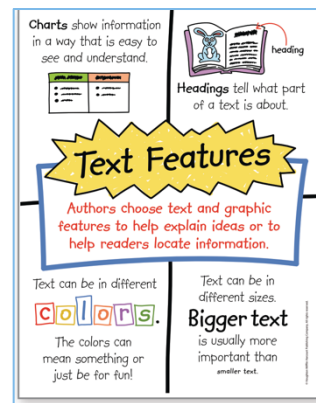 Charts show information
in a way that is easy to
see and understand.
heading
Headings tell what part
of a text is about.
Text Features
Authors choose text and graphic
features to help explain ideas or to
help readers locate information.
Text can be in different
colors.
The colors can
mean something or
just be for fun!
Text can be in
different sizes.
Bigger text
is usually more
important than
smaller text.